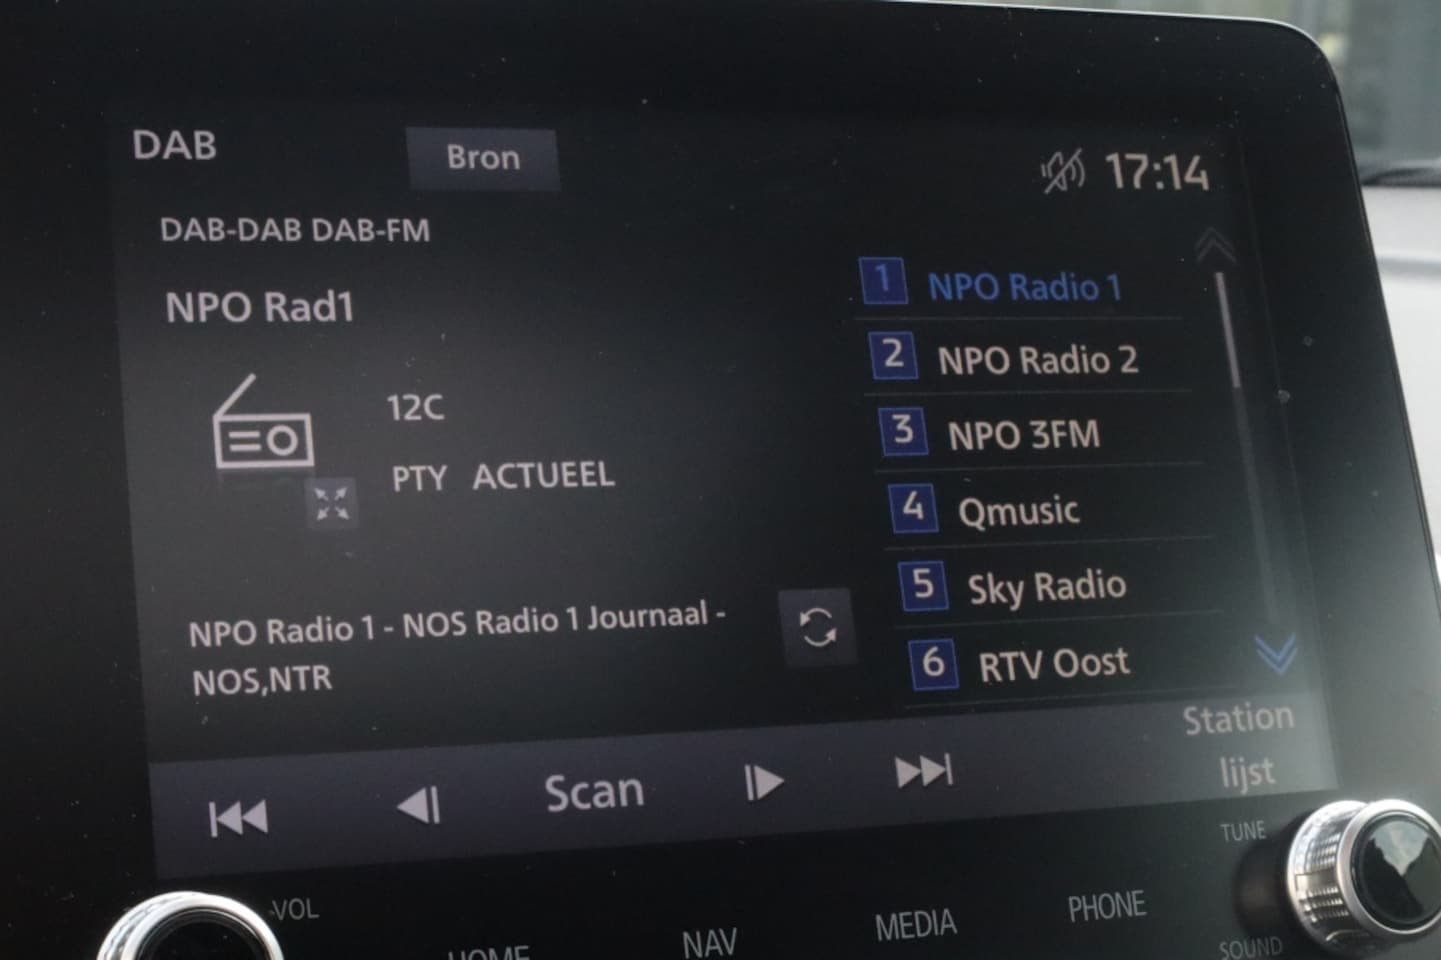 DAB
Bron
17:14
DAB-DAB DAB-FM
NPO Rad1
12C
PTY ACTUEEL
NPO Radio 1 - NOS Radio 1 Journaal -
NOS,NTR
1 NPO Radio 1
2 NPO Radio 2
3 NPO 3FM
4 Qmusic
5 Sky Radio
6 RTV Oost
Scan
Station
lijst
TUNE
VOL
HOME
NAV
MEDIA
PHONE
SOUND